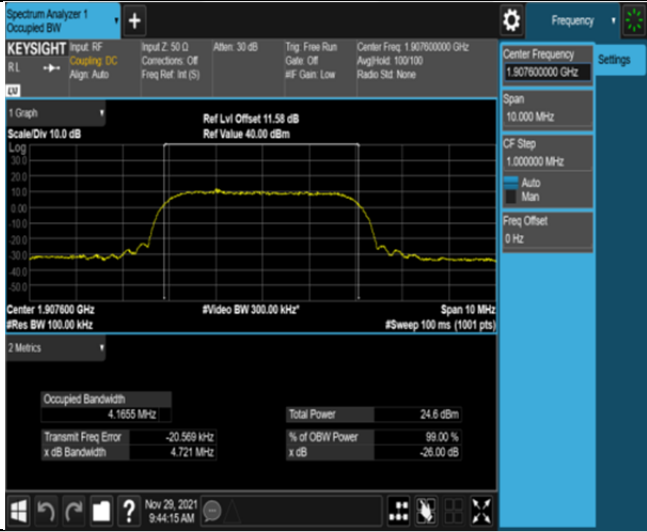 Spectrum Analyzer 1
Occupied BW
+
Frequency
KEYSIGHT Input: RF
RL Coupling: DC
Align: Auto
LV
Input Z: 50 Ω
Corrections: Off
Freq Ref: Int (S)
Atten: 30 dB
Trig: Free Run
Gate: Off
#IF Gain: Low
Center Freq: 1.907600000 GHz
Avg|Hold: 100/100
Radio Std: None
Center Frequency
1.907600000 GHz
Settings
Span
10.000 MHz
CF Step
1.000000 MHz
Auto
Man
Freq Offset
0 Hz
1 Graph
Scale/Div 10.0 dB
Ref Lvl Offset 11.58 dB
Ref Value 40.00 dBm
Log
30.0
20.0
10.0
0.00
-10.0
-20.0
-30.0
-40.0
-50.0
Center 1.907600 GHz
#Res BW 100.00 kHz
#Video BW 300.00 kHz*
Span 10 MHz
#Sweep 100 ms (1001 pts)
2 Metrics
Occupied Bandwidth
4.1655 MHz
Total Power 24.6 dBm
Transmit Freq Error -20.569 kHz
% of OBW Power 99.00 %
x dB Bandwidth 4.721 MHz
x dB -26.00 dB
?
Nov 29, 2021
9:44:15 AM